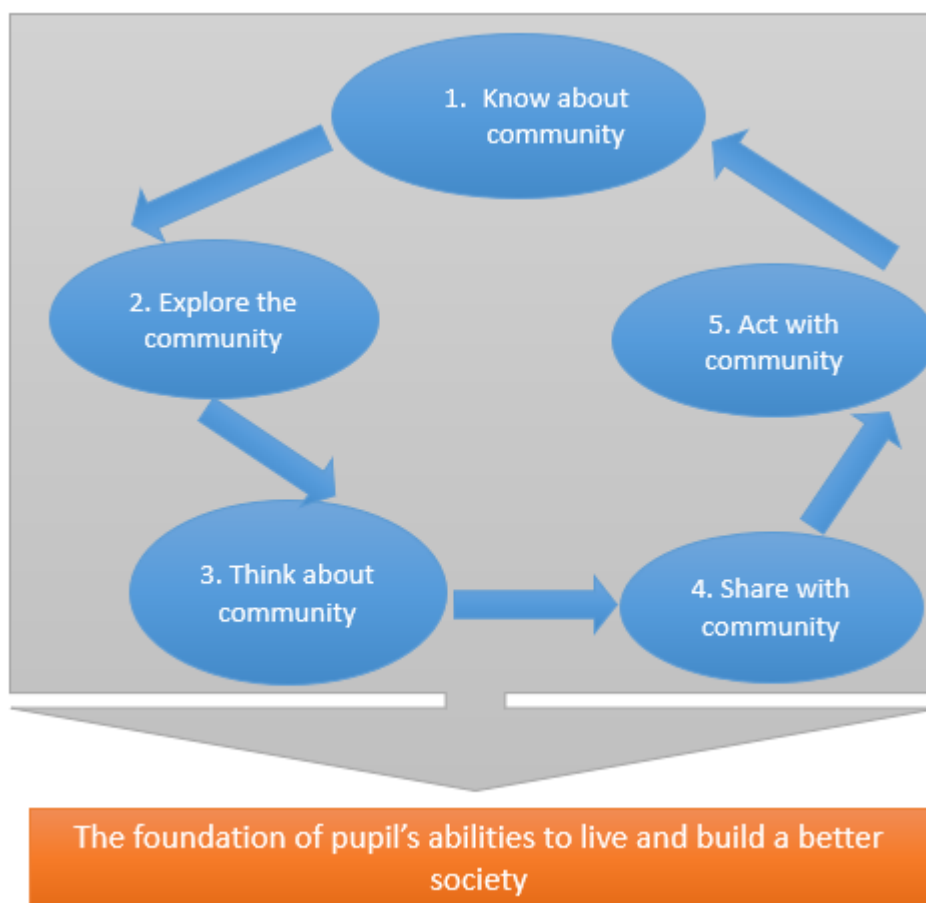 1. Know about
community
2. Explore the
community
5. Act with
community
3. Think about
community
4. Share with
community
The foundation of pupil’s abilities to live and build a better
society